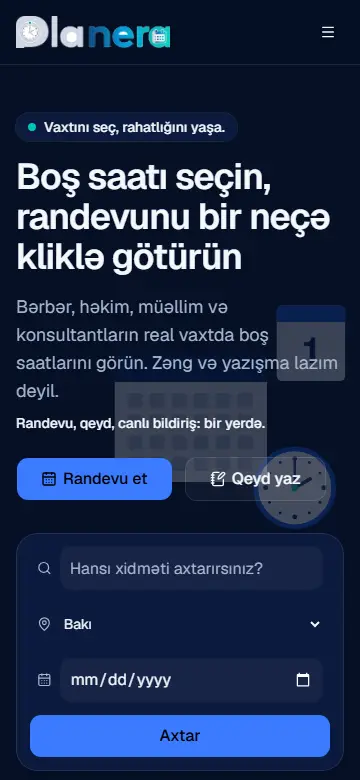 Planera
Vaxtını seç, rahatlığını yaşa.
Boş saatı seçin,
randevunu bir neçə
kliklə götürün
Bərbər, həkim, müəllim və
konsultantların real vaxtda boş
saatlarını görün. Zəng və yazışma lazım
deyil.
1
Randevu, qeyd, canlı bildiriş: bir yerdə.
Randevu et
Qeyd yaz
Hansı xidməti axtarırsınız?
Bakı
mm/dd/yyyy
Axtar